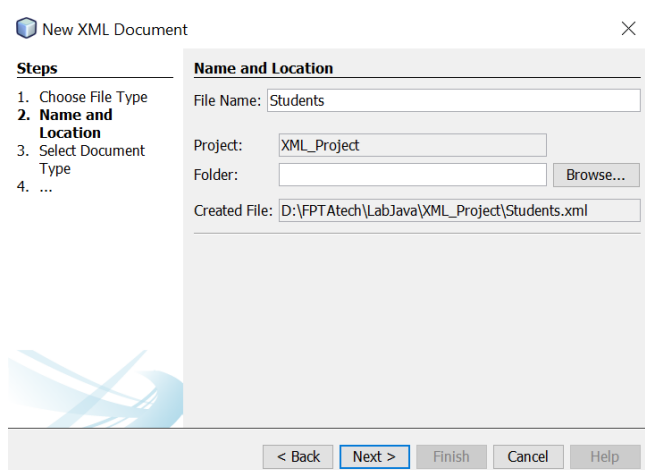 New XML Document
Steps
1. Choose File Type
2. Name and
Location
3. Select Document
Type
4. ...
Name and Location
File Name: Students
Project: XML_Project
Folder: Browse...
Created File: D:\FPTAtech\LabJava\XML_Project\Students.xml
< Back Next > Finish Cancel Help